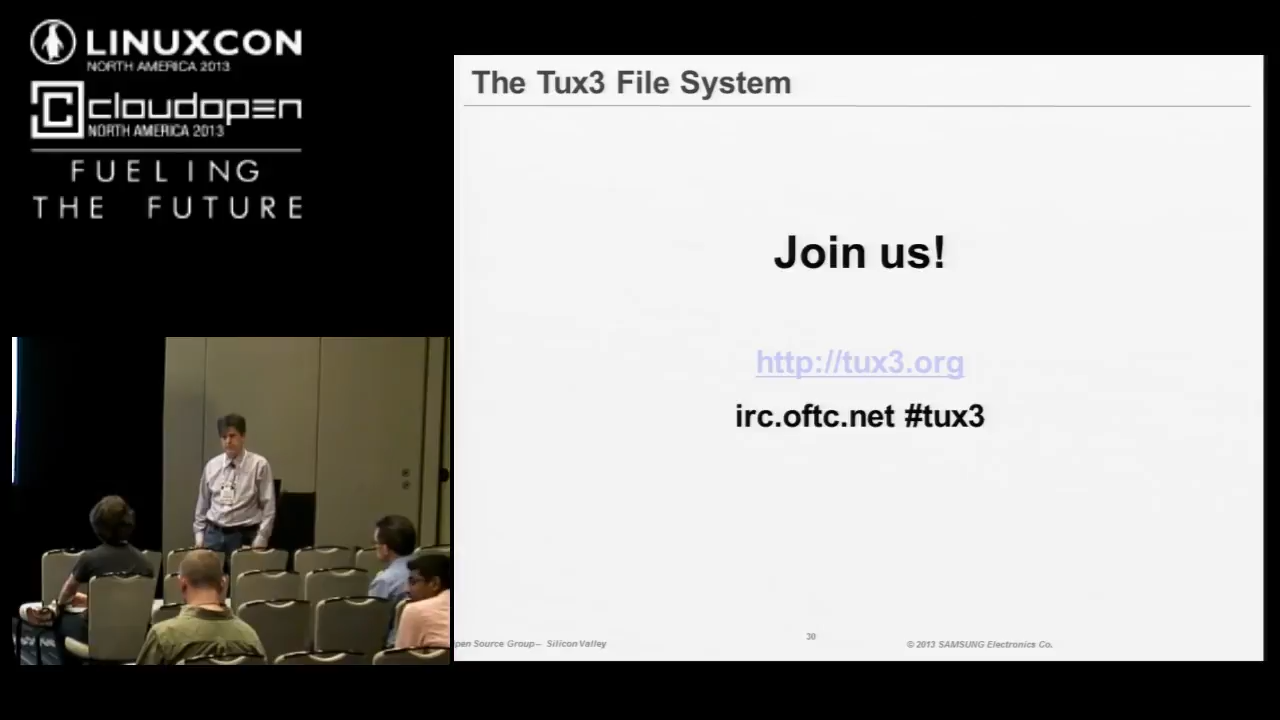 LINUXCON
NORTH AMERICA 2013
cloudopen
NORTH AMERICA 2013
FUELING
THE FUTURE
The Tux3 File System
Join us!
http://tux3.org
irc.oftc.net #tux3
pen Source Group– Silicon Valley
30
© 2013 SAMSUNG Electronics Co.